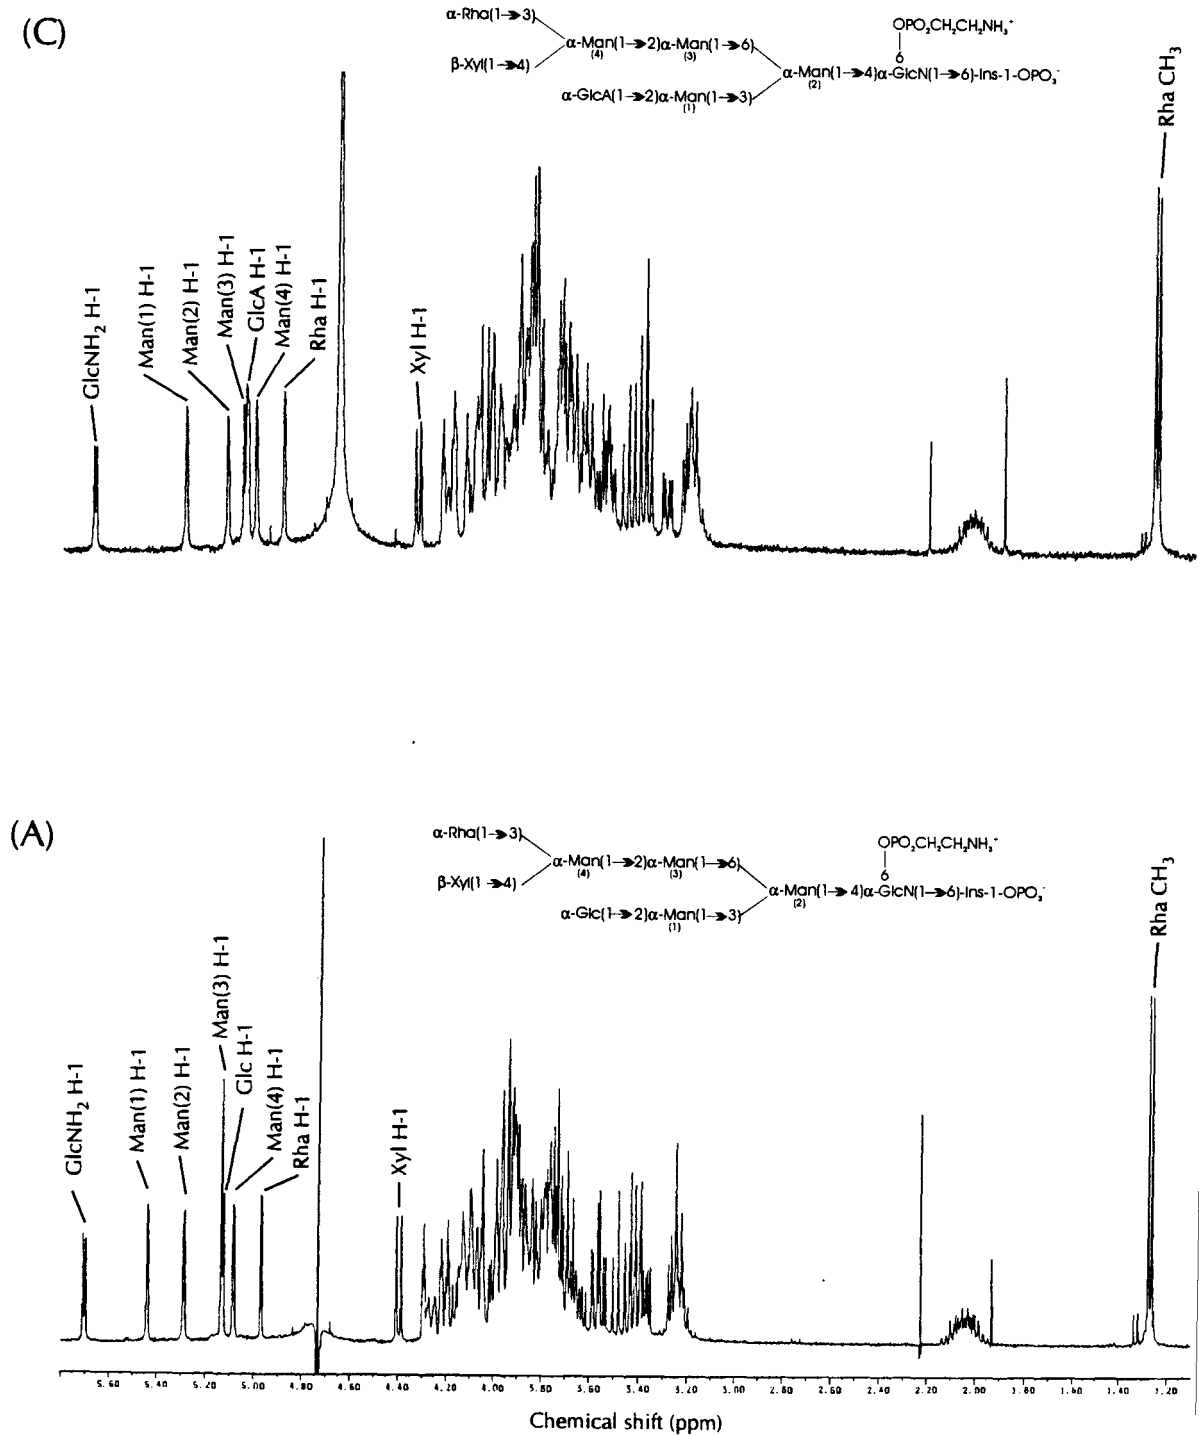 (C)
α-Rha(1→3)
OPO₂CH₂CH₂NH₃⁺
6
α-Man(1→2)α-Man(1→6)
(4) (3)
β-Xyl(1→4)
α-Man(1→4)α-GlcN(1→6)-Ins-1-OPO₃⁻
(2)
α-GlcA(1→2)α-Man(1→3)
(1)
Rha CH₃
GlcNH₂ H-1
Man(1) H-1
Man(2) H-1
Man(3) H-1
GlcA H-1
Man(4) H-1
Rha H-1
Xyl H-1
(A)
α-Rha(1→3)
OPO₂CH₂CH₂NH₃⁺
6
α-Man(1→2)α-Man(1→6)
(4) (3)
β-Xyl(1→4)
α-Man(1→4)α-GlcN(1→6)-Ins-1-OPO₃⁻
(2)
α-Glc(1→2)α-Man(1→3)
(1)
Rha CH₃
GlcNH₂ H-1
Man(1) H-1
Man(2) H-1
Man(3) H-1
Glc H-1
Man(4) H-1
Rha H-1
Xyl H-1
5.60 5.40 5.20 5.00 4.80 4.60 4.40 4.20 4.00 3.80 3.60 3.40 3.20 3.00 2.80 2.60 2.40 2.20 2.00 1.80 1.60 1.40 1.20
Chemical shift (ppm)